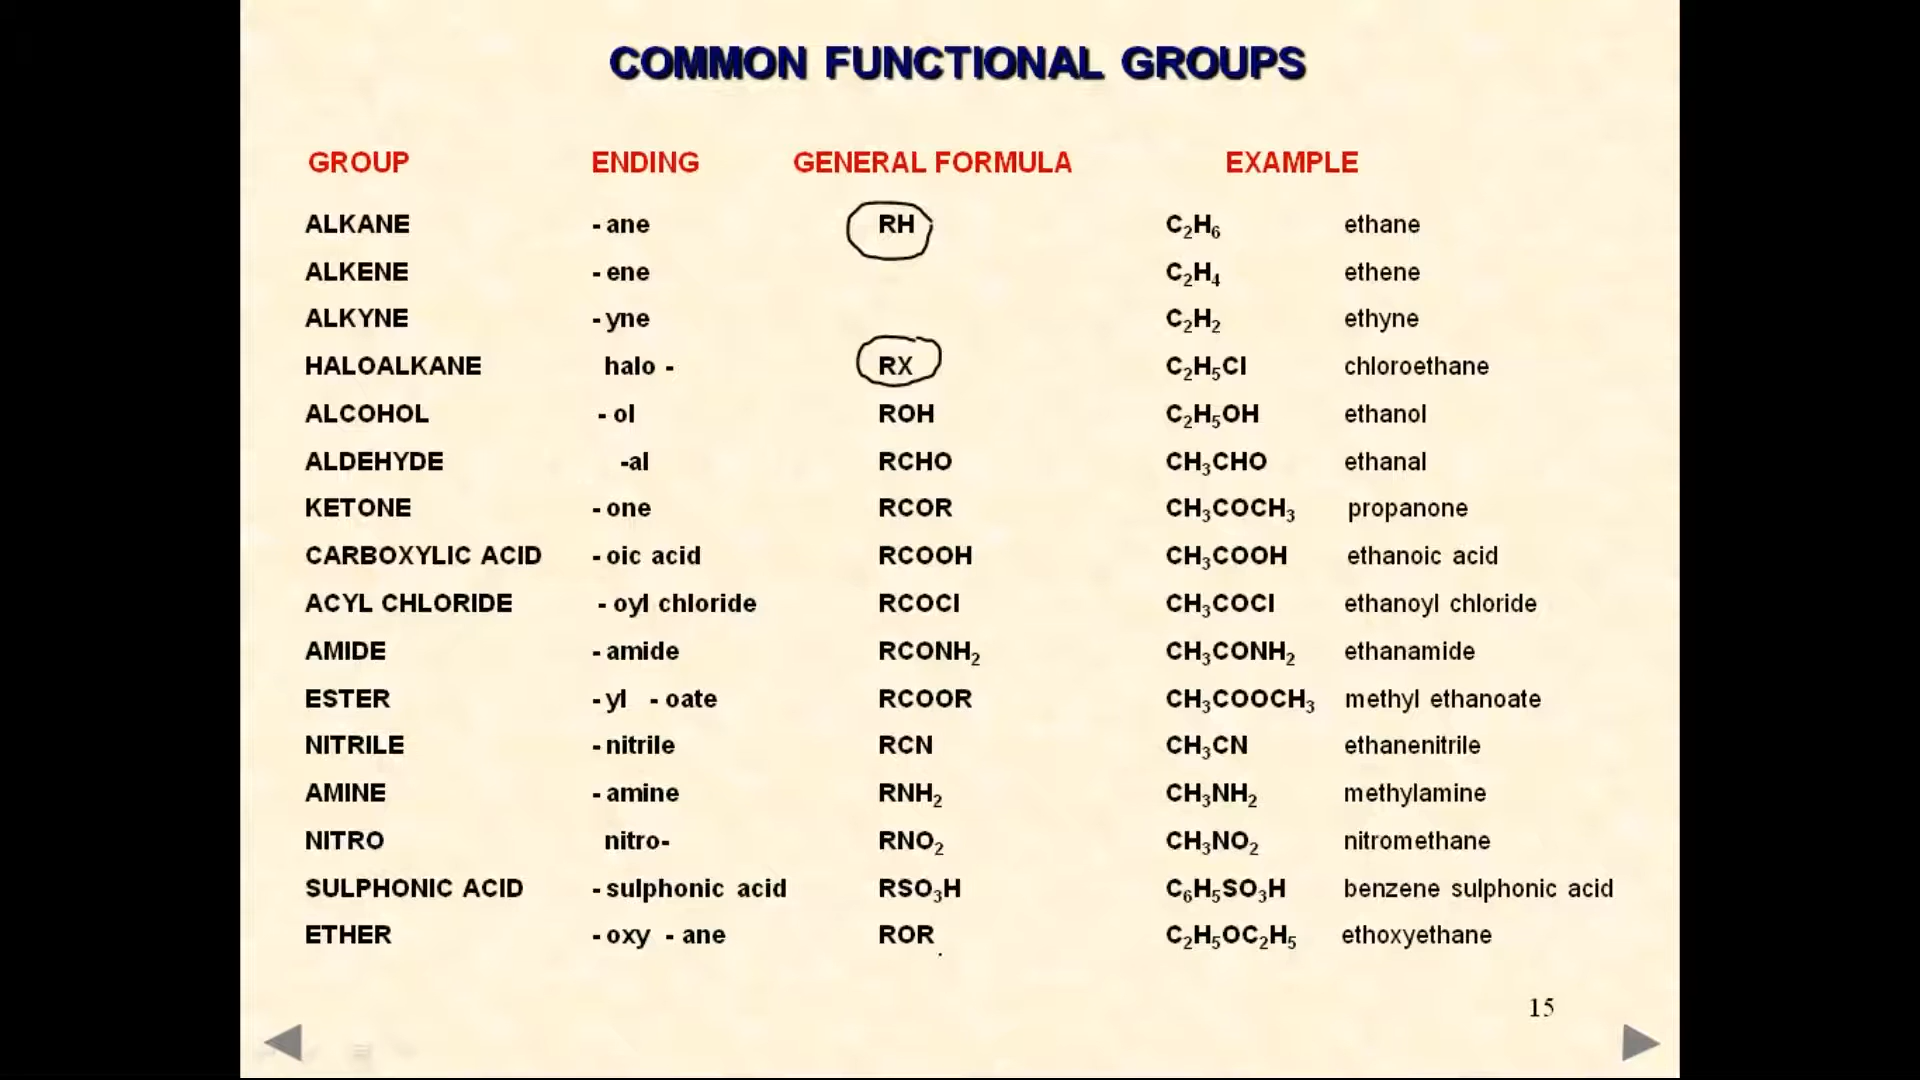 COMMON FUNCTIONAL GROUPS
GROUP ENDING GENERAL FORMULA EXAMPLE
ALKANE - ane RH C₂H₆ ethane
ALKENE - ene C₂H₄ ethene
ALKYNE - yne C₂H₂ ethyne
HALOALKANE halo - RX C₂H₅Cl chloroethane
ALCOHOL - ol ROH C₂H₅OH ethanol
ALDEHYDE -al RCHO CH₃CHO ethanal
KETONE - one RCOR CH₃COCH₃ propanone
CARBOXYLIC ACID - oic acid RCOOH CH₃COOH ethanoic acid
ACYL CHLORIDE - oyl chloride RCOCl CH₃COCl ethanoyl chloride
AMIDE - amide RCONH₂ CH₃CONH₂ ethanamide
ESTER - yl - oate RCOOR CH₃COOCH₃ methyl ethanoate
NITRILE - nitrile RCN CH₃CN ethanenitrile
AMINE - amine RNH₂ CH₃NH₂ methylamine
NITRO nitro- RNO₂ CH₃NO₂ nitromethane
SULPHONIC ACID - sulphonic acid RSO₃H C₆H₅SO₃H benzene sulphonic acid
ETHER - oxy - ane ROR C₂H₅OC₂H₅ ethoxyethane
15